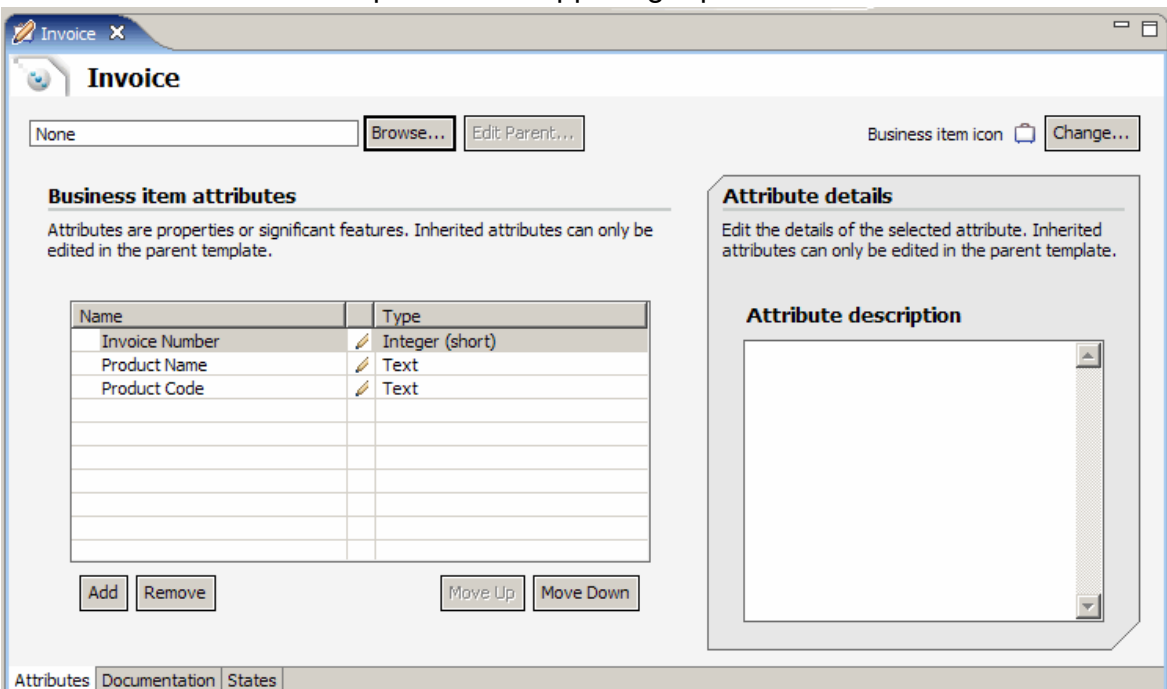 Invoice
Invoice
None
Browse...
Edit Parent...
Business item icon
Change...
Business item attributes
Attributes are properties or significant features. Inherited attributes can only be
edited in the parent template.
Name
Type
Invoice Number
Integer (short)
Product Name
Text
Product Code
Text
Add
Remove
Move Up
Move Down
Attribute details
Edit the details of the selected attribute. Inherited
attributes can only be edited in the parent template.
Attribute description
Attributes
Documentation
States